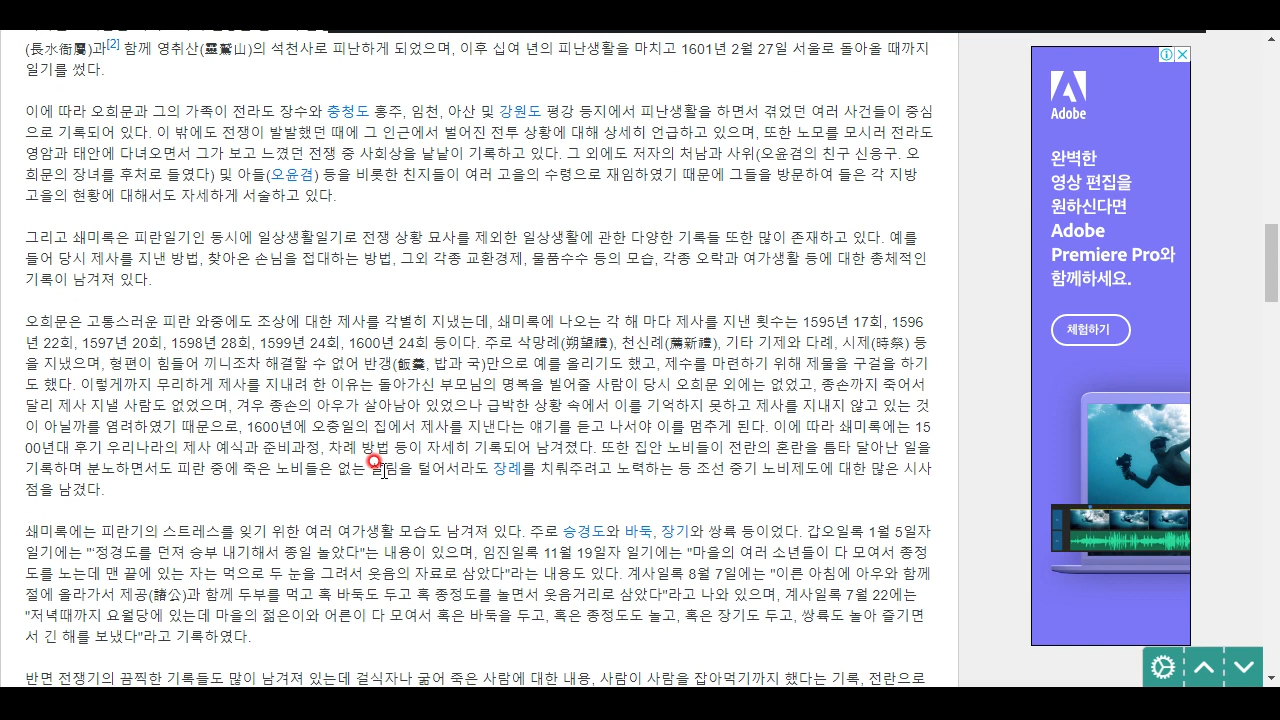 (長水衙屬)과[2] 함께 영취산(靈鷲山)의 석천사로 피난하게 되었으며, 이후 십여 년의 피난생활을 마치고 1601년 2월 27일 서울로 돌아올 때까지
일기를 썼다.
이에 따라 오희문과 그의 가족이 전라도 장수와 충청도 홍주, 임천, 아산 및 강원도 평강 등지에서 피난생활을 하면서 겪었던 여러 사건들이 중심
으로 기록되어 있다. 이 밖에도 전쟁이 발발했던 때에 그 인근에서 벌어진 전투 상황에 대해 상세히 언급하고 있으며, 또한 노모를 모시러 전라도
영암과 태안에 다녀오면서 그가 보고 느꼈던 전쟁 중 사회상을 낱낱이 기록하고 있다. 그 외에도 저자의 처남과 사위(오윤겸의 친구 신응구. 오
희문의 장녀를 후처로 들였다) 및 아들(오윤겸) 등을 비롯한 친지들이 여러 고을의 수령으로 재임하였기 때문에 그들을 방문하여 들은 각 지방
고을의 현황에 대해서도 자세하게 서술하고 있다.
그리고 쇄미록은 피란일기인 동시에 일상생활일기로 전쟁 상황 묘사를 제외한 일상생활에 관한 다양한 기록들 또한 많이 존재하고 있다. 예를
들어 당시 제사를 지낸 방법, 찾아온 손님을 접대하는 방법, 그외 각종 교환경제, 물품수수 등의 모습, 각종 오락과 여가생활 등에 대한 총체적인
기록이 남겨져 있다.
오희문은 고통스러운 피란 와중에도 조상에 대한 제사를 각별히 지냈는데, 쇄미록에 나오는 각 해 마다 제사를 지낸 횟수는 1595년 17회, 1596
년 22회, 1597년 20회, 1598년 28회, 1599년 24회, 1600년 24회 등이다. 주로 삭망례(朔望禮), 천신례(薦新禮), 기타 기제와 다례, 시제(時祭) 등
을 지냈으며, 형편이 힘들어 끼니조차 해결할 수 없어 반갱(飯羹, 밥과 국)만으로 예를 올리기도 했고, 제수를 마련하기 위해 제물을 구걸을 하기
도 했다. 이렇게까지 무리하게 제사를 지내려 한 이유는 돌아가신 부모님의 명복을 빌어줄 사람이 당시 오희문 외에는 없었고, 종손까지 죽어서
달리 제사 지낼 사람도 없었으며, 겨우 종손의 아우가 살아남아 있었으나 급박한 상황 속에서 이를 기억하지 못하고 제사를 지내지 않고 있는 것
이 아닐까를 염려하였기 때문으로, 1600년에 오충일의 집에서 제사를 지낸다는 얘기를 듣고 나서야 이를 멈추게 된다. 이에 따라 쇄미록에는 15
00년대 후기 우리나라의 제사 예식과 준비과정, 차례 방법 등이 자세히 기록되어 남겨졌다. 또한 집안 노비들이 전란의 혼란을 틈타 달아난 일을
기록하며 분노하면서도 피란 중에 죽은 노비들은 없는 살림을 털어서라도 장례를 치뤄주려고 노력하는 등 조선 중기 노비제도에 대한 많은 시사
점을 남겼다.
쇄미록에는 피란기의 스트레스를 잊기 위한 여러 여가생활 모습도 남겨져 있다. 주로 승경도와 바둑, 장기와 쌍륙 등이었다. 갑오일록 1월 5일자
일기에는 "'정경도를 던져 승부 내기해서 종일 놀았다"는 내용이 있으며, 임진일록 11월 19일자 일기에는 "마을의 여러 소년들이 다 모여서 종정
도를 노는데 맨 끝에 있는 자는 먹으로 두 눈을 그려서 웃음의 자료로 삼았다"라는 내용도 있다. 계사일록 8월 7일에는 "이른 아침에 아우와 함께
절에 올라가서 제공(諸公)과 함께 두부를 먹고 혹 바둑도 두고 혹 종정도를 놀면서 웃음거리로 삼았다"라고 나와 있으며, 계사일록 7월 22에는
"저녁때까지 요월당에 있는데 마을의 젊은이와 어른이 다 모여서 혹은 바둑을 두고, 혹은 종정도도 놀고, 혹은 장기도 두고, 쌍륙도 놀아 즐기면
서 긴 해를 보냈다"라고 기록하였다.
반면 전쟁기의 끔찍한 기록들도 많이 남겨져 있는데 걸식자나 굶어 죽은 사람에 대한 내용, 사람이 사람을 잡아먹기까지 했다는 기록, 전란으로
Adobe
완벽한
영상 편집을
원하신다면
Adobe
Premiere Pro와
함께하세요.
체험하기